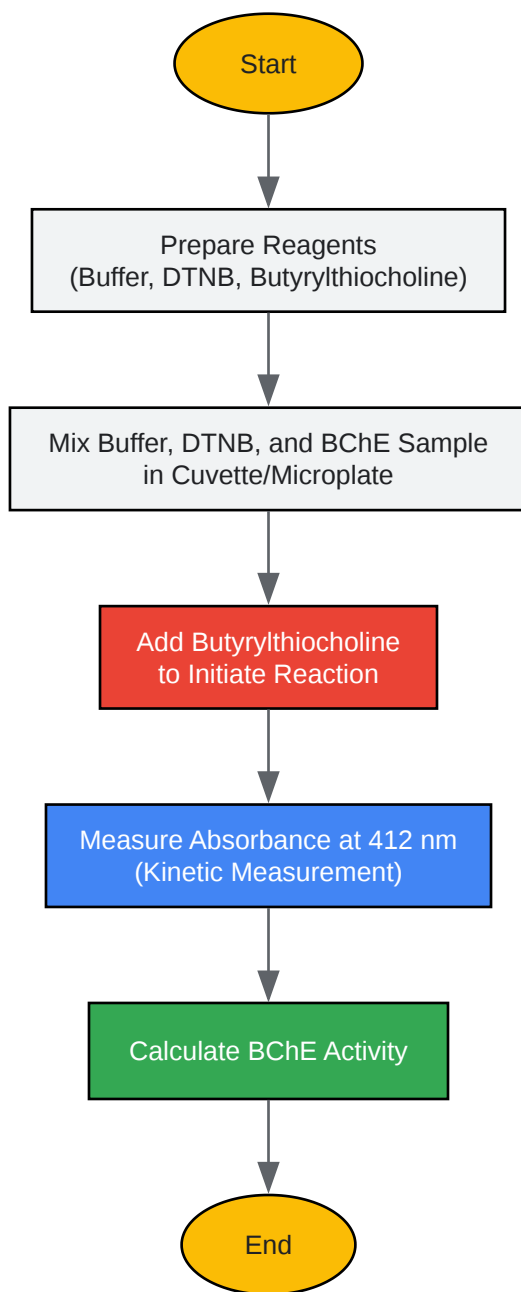 Start
Prepare Reagents
(Buffer, DTNB, Butyrylthiocholine)
Mix Buffer, DTNB, and BChE Sample
in Cuvette/Microplate
Add Butyrylthiocholine
to Initiate Reaction
Measure Absorbance at 412 nm
(Kinetic Measurement)
Calculate BChE Activity
End